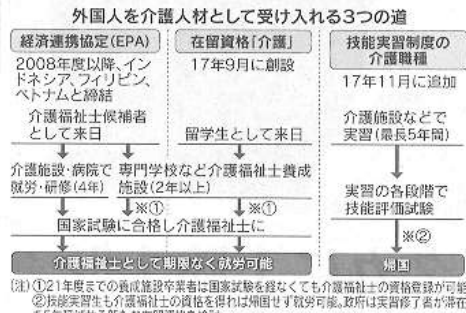 外国人を介護人材として受け入れる3つの道
経済連携協定(EPA)
2008年度以降、イン
ドネシア、フィリピン、
ベトナムと締結
介護福祉士候補者
として来日
介護施設・病院で
就労・研修(4年)
在留資格「介護」
17年9月に創設
留学生として来日
専門学校など介護福祉士養成
施設(2年以上)
※①
※①
国家試験に合格し介護福祉士に
介護福祉士として期限なく就労可能
技能実習制度の
介護職種
17年11月に追加
介護施設などで
実習(最長5年間)
実習の各段階で
技能評価試験
※②
帰国
(注)①21年度までの養成施設卒業者は国家試験を経なくても介護福祉士の資格登録が可能
②技能実習生も介護福祉士の資格を得れば帰国せず就労可能。政府は実習修了者が滞在